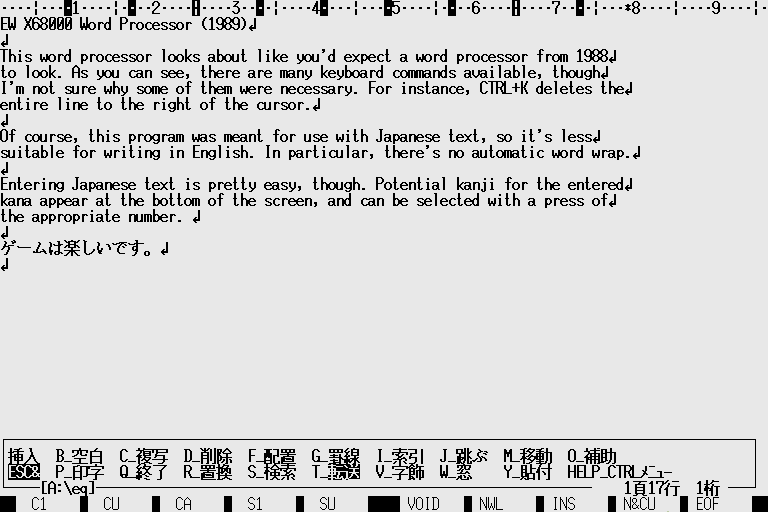 ----¦---■1----¦-■--2----¦----3--■-¦----4-■--¦---■5----¦----6----¦----7-■--¦----*8----¦----9----¦
EW X68000 Word Processor (1989)↲
↲
This word processor looks about like you'd expect a word processor from 1988↲
to look. As you can see, there are many keyboard commands available, though↲
I'm not sure why some of them were necessary. For instance, CTRL+K deletes the↲
entire line to the right of the cursor.↲
↲
Of course, this program was meant for use with Japanese text, so it's less↲
suitable for writing in English. In particular, there's no automatic word wrap.↲
↲
Entering Japanese text is pretty easy, though. Potential kanji for the entered↲
kana appear at the bottom of the screen, and can be selected with a press of↲
the appropriate number. ↲
↲
ゲームは楽しいです。↲
↲
挿入 B_空白 C_複写 D_削除 F_配置 G_罫線 I_索引 J_跳ぶ M_移動 O_補助
ESC& P_印字 Q_終了 R_置換 S_検索 T_転送 V_字飾 W_窓 Y_貼付 HELP_CTRLメニュー
[A:\eq] 1頁17行 1桁
C1 CU CA S1 SU VOID NWL INS N&CU EOF